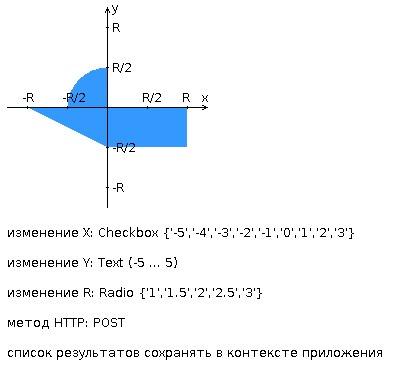 y
R
R/2
-R -R/2 R/2 R x
-R/2
-R
изменение X: Checkbox {'-5','-4','-3','-2','-1','0','1','2','3'}
изменение Y: Text (-5 ... 5)
изменение R: Radio {'1','1.5','2','2.5','3'}
метод HTTP: POST
список результатов сохранять в контексте приложения